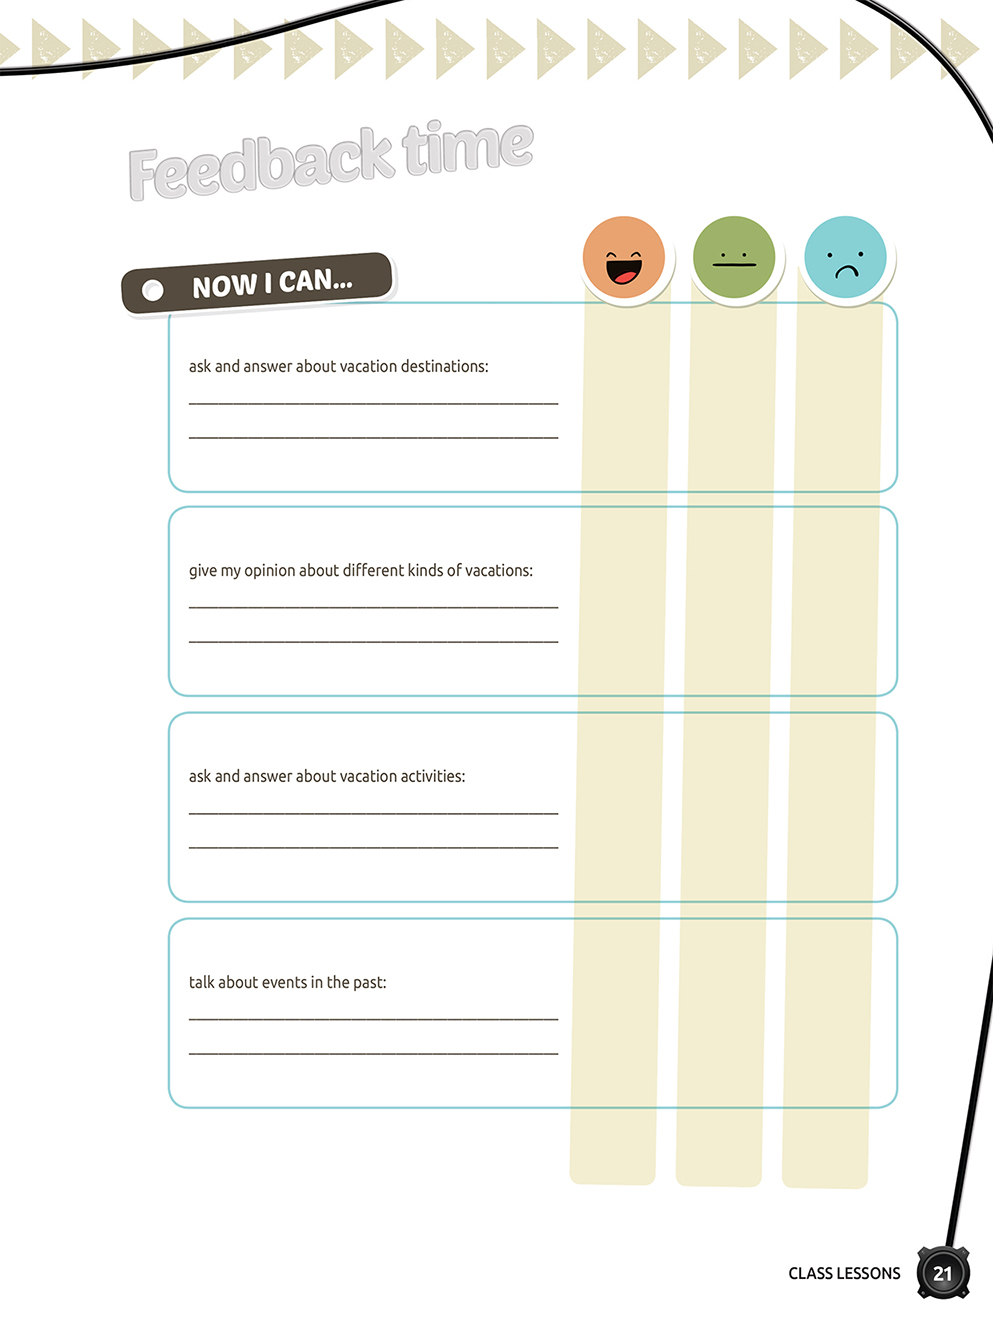 Feedback time
NOW I CAN...
ask and answer about vacation destinations:
give my opinion about different kinds of vacations:
ask and answer about vacation activities:
talk about events in the past:
CLASS LESSONS 21